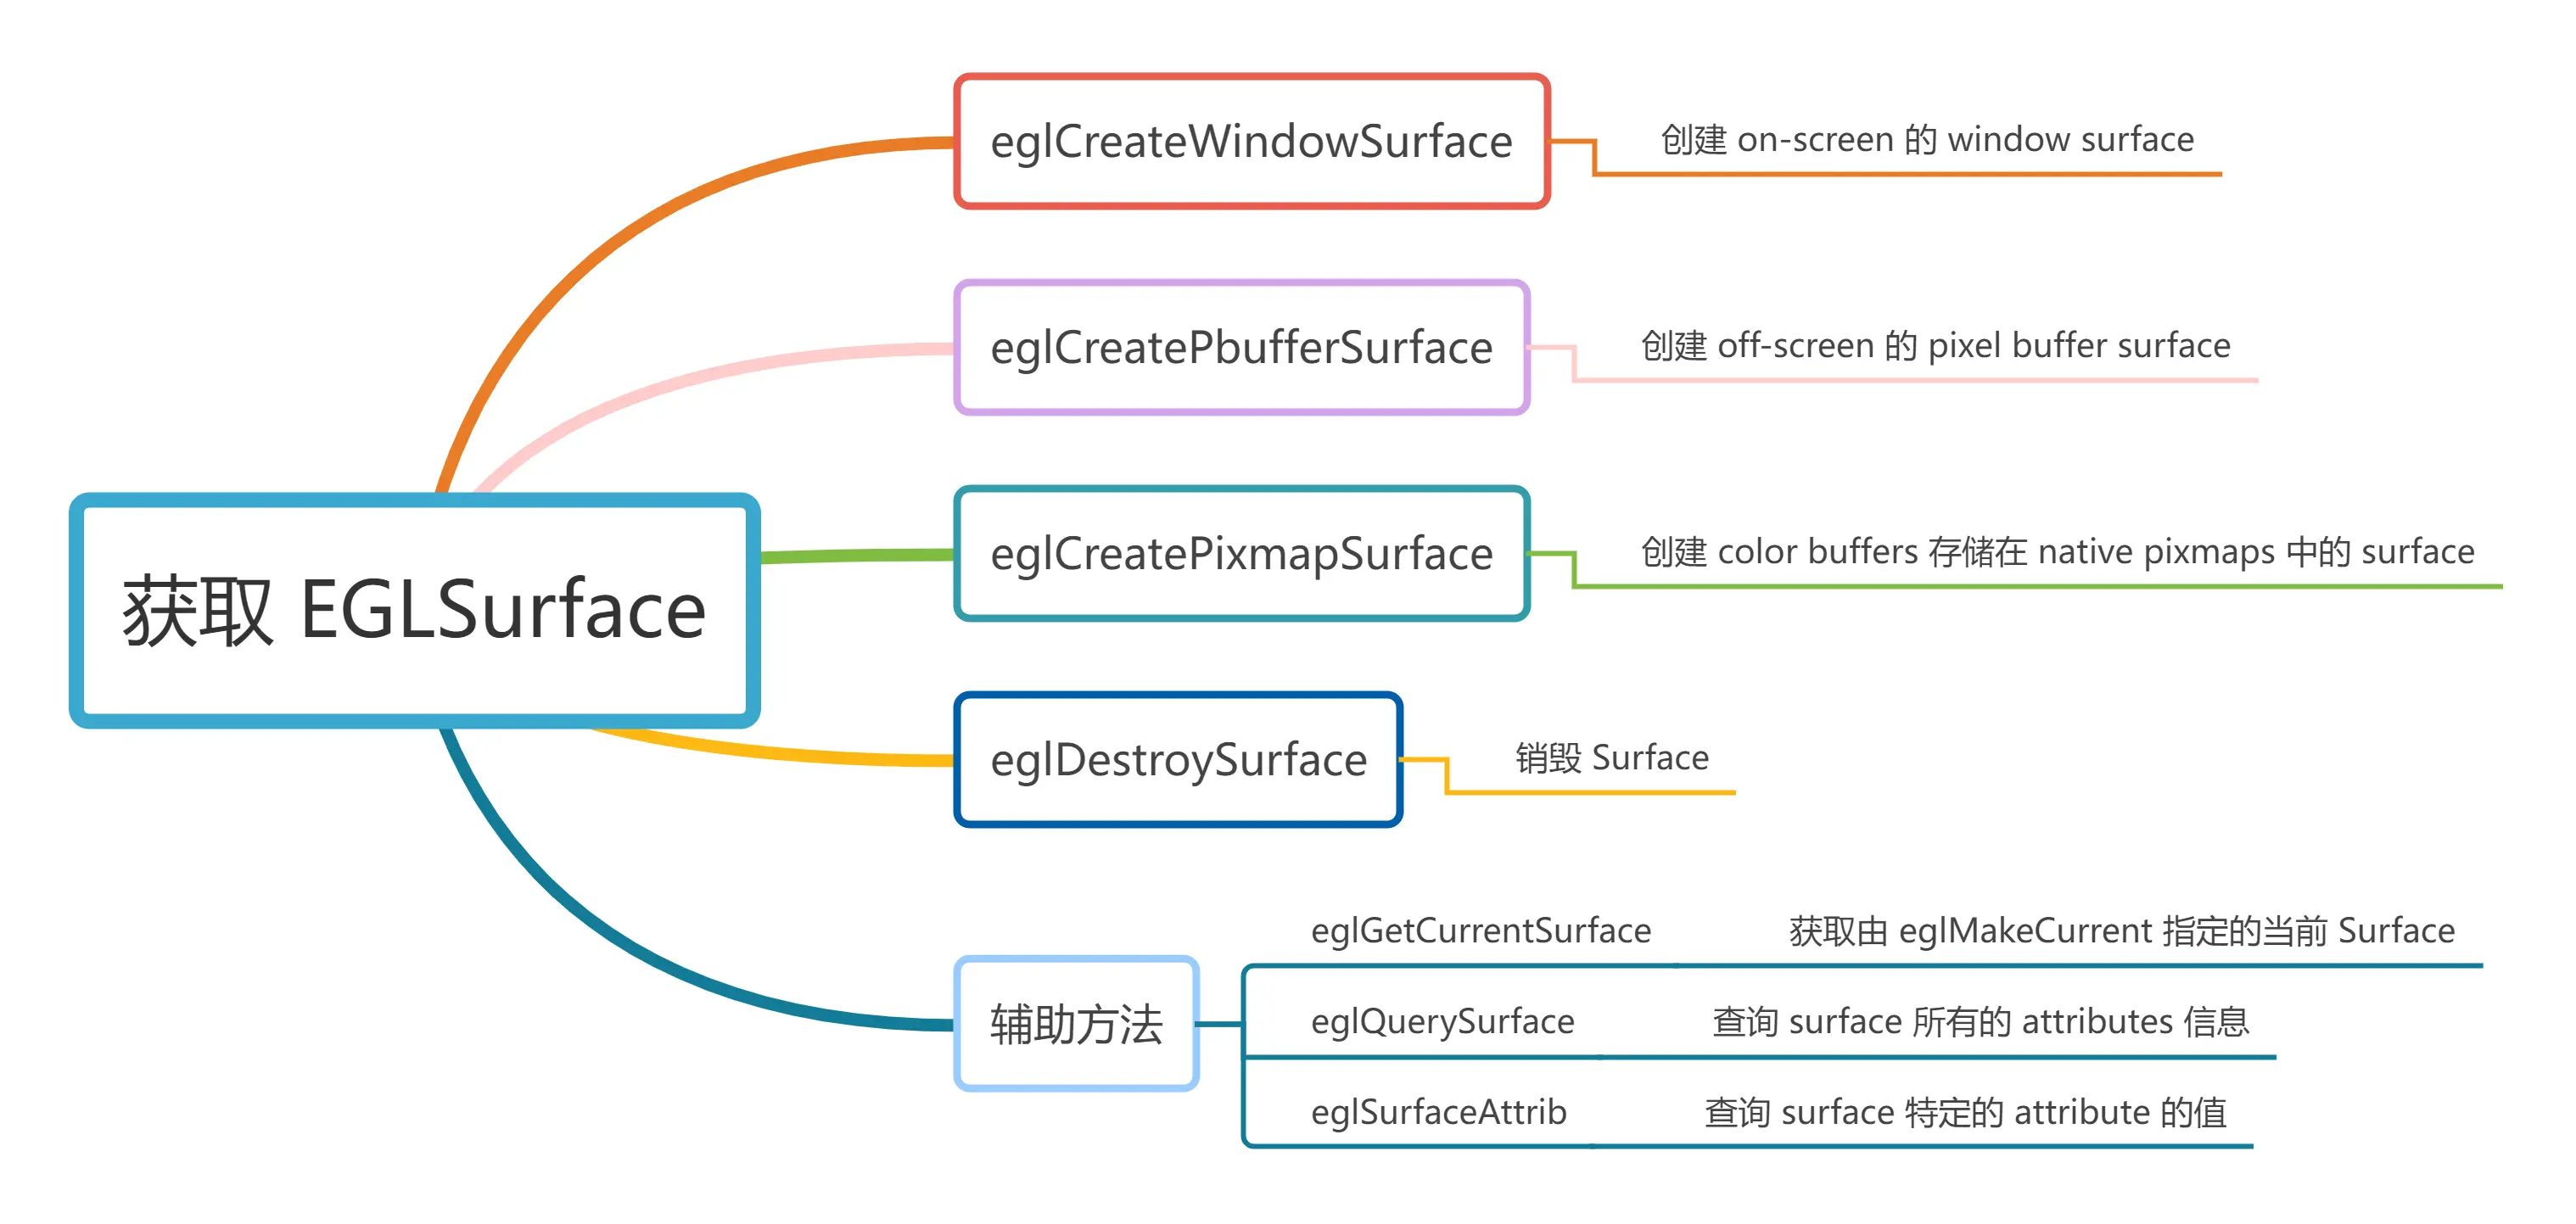 获取 EGLSurface
eglCreateWindowSurface
创建 on-screen 的 window surface
eglCreatePbufferSurface
创建 off-screen 的 pixel buffer surface
eglCreatePixmapSurface
创建 color buffers 存储在 native pixmaps 中的 surface
eglDestroySurface
销毁 Surface
辅助方法
eglGetCurrentSurface
获取由 eglMakeCurrent 指定的当前 Surface
eglQuerySurface
查询 surface 所有的 attributes 信息
eglSurfaceAttrib
查询 surface 特定的 attribute 的值